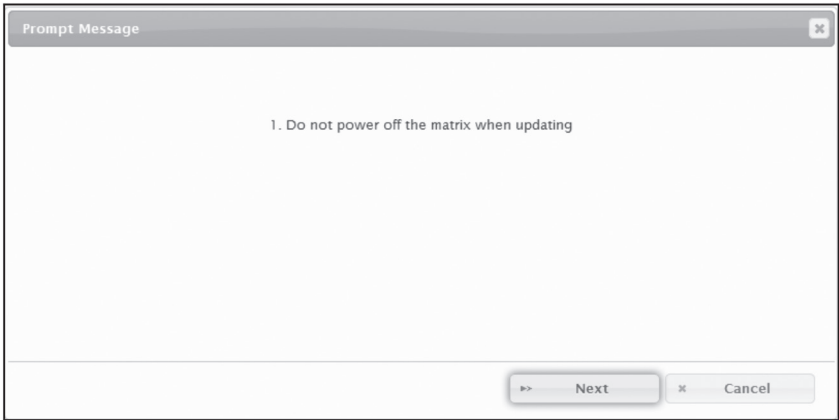 Prompt Message
1. Do not power off the matrix when updating
Next
Cancel